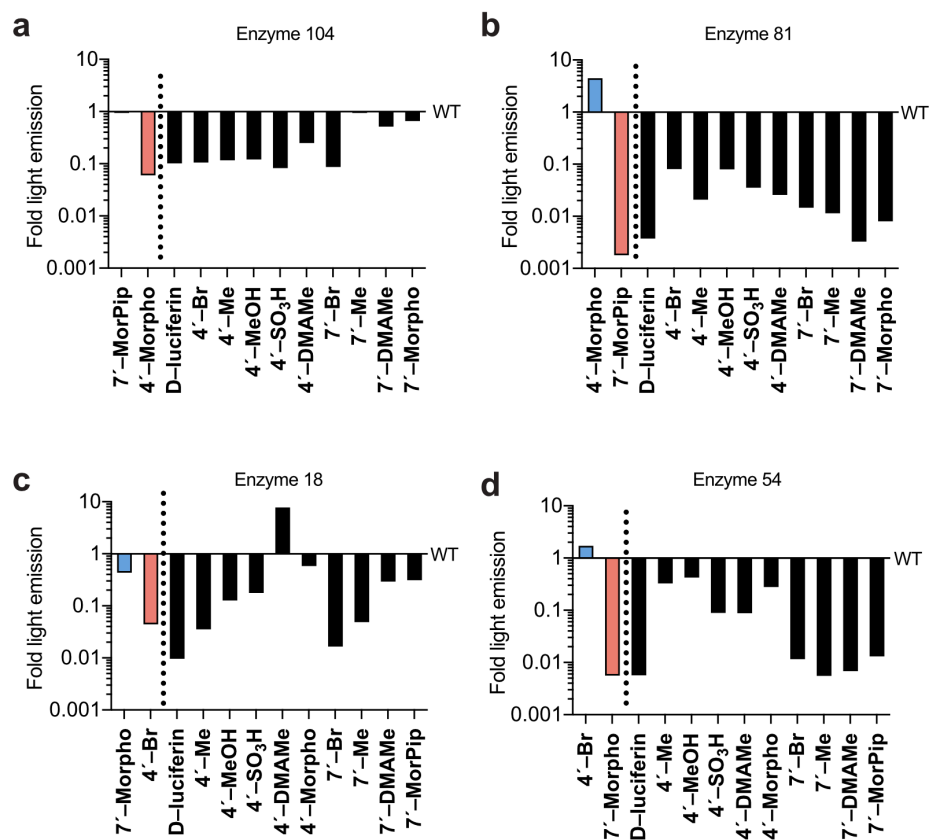 a
Enzyme 104
Fold light emission
10
1
0.1
0.01
0.001
WT
7´–MorPip
4´–Morpho
D–luciferin
4´–Br
4´–Me
4´–MeOH
4´–SO3H
4´–DMAMe
7´–Br
7´–Me
7´–DMAMe
7´–Morpho
b
Enzyme 81
Fold light emission
10
1
0.1
0.01
0.001
WT
4´–Morpho
7´–MorPip
D–luciferin
4´–Br
4´–Me
4´–MeOH
4´–SO3H
4´–DMAMe
7´–Br
7´–Me
7´–DMAMe
7´–Morpho
c
Enzyme 18
Fold light emission
10
1
0.1
0.01
0.001
WT
7´–Morpho
4´–Br
D–luciferin
4´–Me
4´–MeOH
4´–SO3H
4´–DMAMe
4´–Morpho
7´–Br
7´–Me
7´–DMAMe
7´–MorPip
d
Enzyme 54
Fold light emission
10
1
0.1
0.01
0.001
WT
4´–Br
7´–Morpho
D–luciferin
4´–Me
4´–MeOH
4´–SO3H
4´–DMAMe
4´–Morpho
7´–Br
7´–Me
7´–DMAMe
7´–MorPip